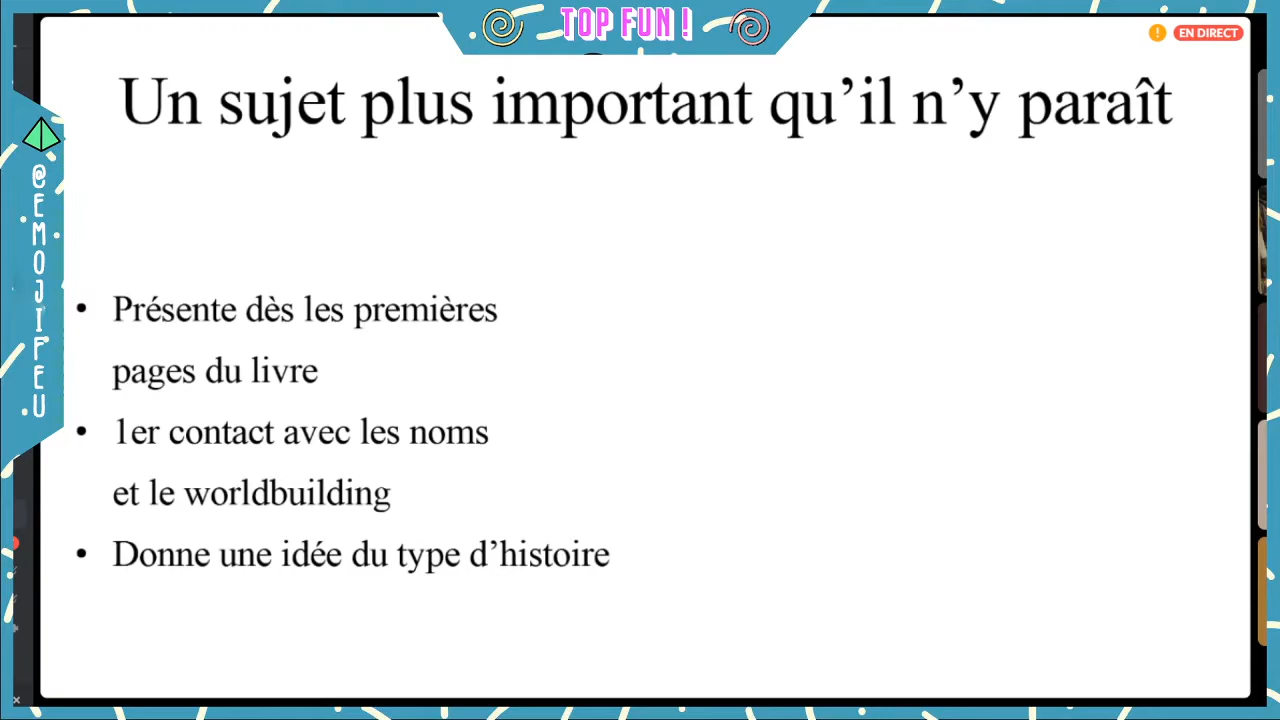 TOP FUN !
EN DIRECT
Un sujet plus important qu’il n’y paraît
@EMOJIFEU
• Présente dès les premières
pages du livre
• 1er contact avec les noms
et le worldbuilding
• Donne une idée du type d’histoire